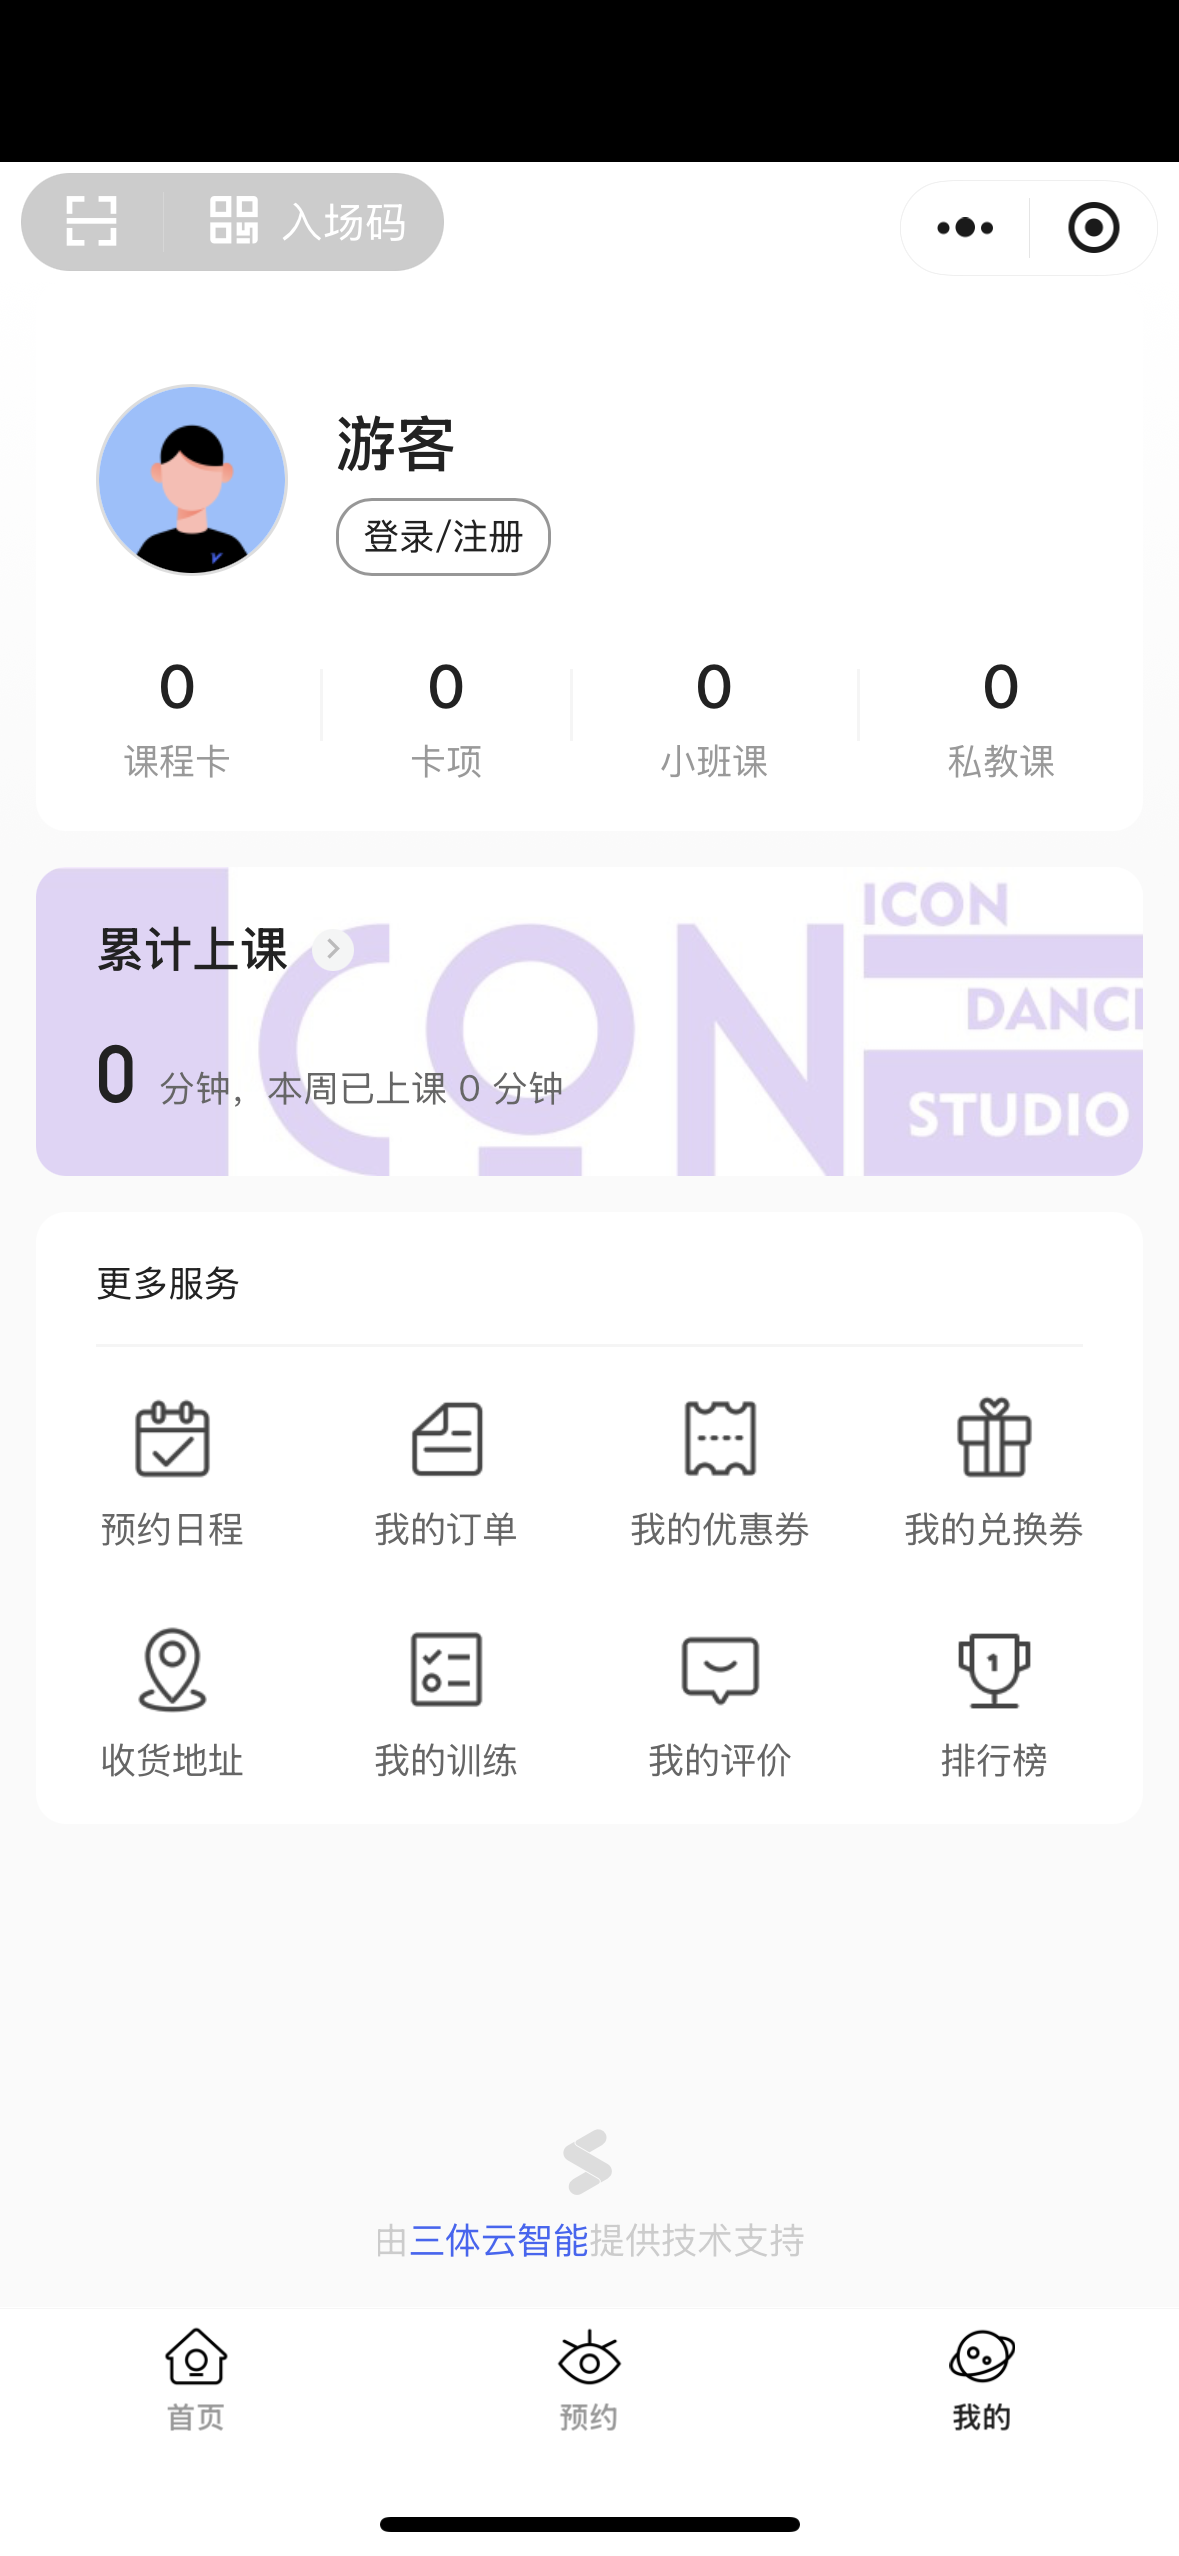 入场码
游客
登录/注册
0 0 0 0
课程卡 卡项 小班课 私教课
ICON
累计上课
ICON
DANCE
0 分钟，本周已上课 0 分钟
STUDIO
更多服务
预约日程 我的订单 我的优惠券 我的兑换券
1
收货地址 我的训练 我的评价 排行榜
由三体云智能提供技术支持
首页 预约 我的